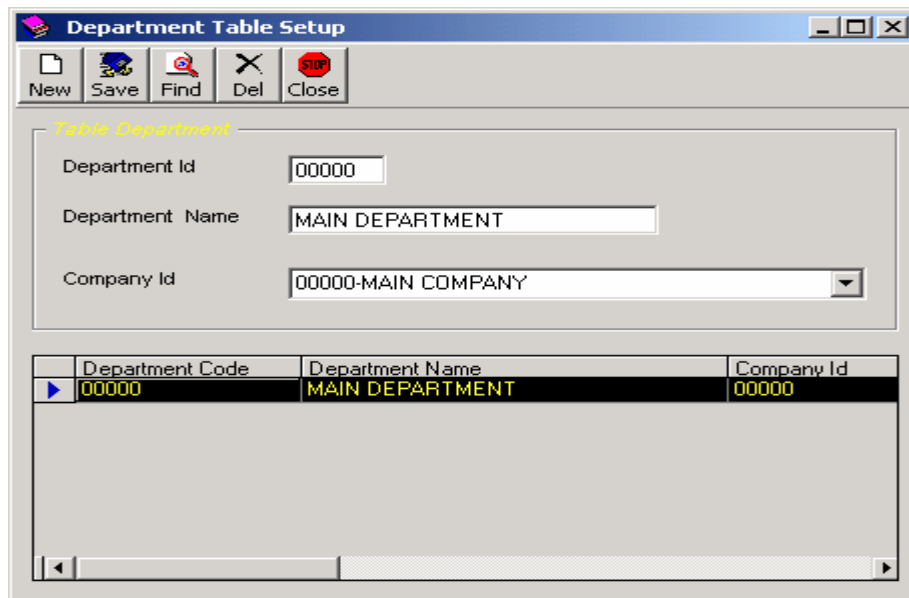 Department Table Setup
New Save Find Del STOP Close
Table Department
Department Id 00000
Department Name MAIN DEPARTMENT
Company Id 00000-MAIN COMPANY
Department Code Department Name Company Id
00000 MAIN DEPARTMENT 00000